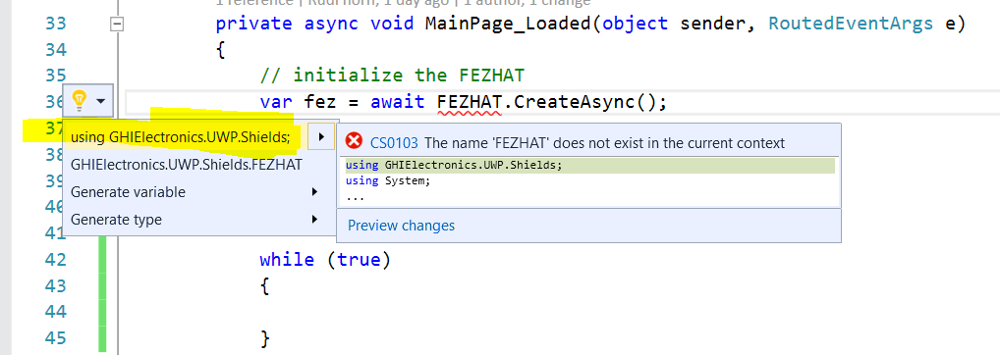 1 reference | Rudi Horn, 1 day ago | 1 author, 1 change
33 private async void MainPage_Loaded(object sender, RoutedEventArgs e)
34 {
35 // initialize the FEZHAT
36 var fez = await FEZHAT.CreateAsync();
37
using GHIElectronics.UWP.Shields;
CS0103 The name 'FEZHAT' does not exist in the current context
38
GHIElectronics.UWP.Shields.FEZHAT
using GHIElectronics.UWP.Shields;
using System;
...
39
Generate variable
40
Generate type
Preview changes
41
42 while (true)
43 {
44
45 }